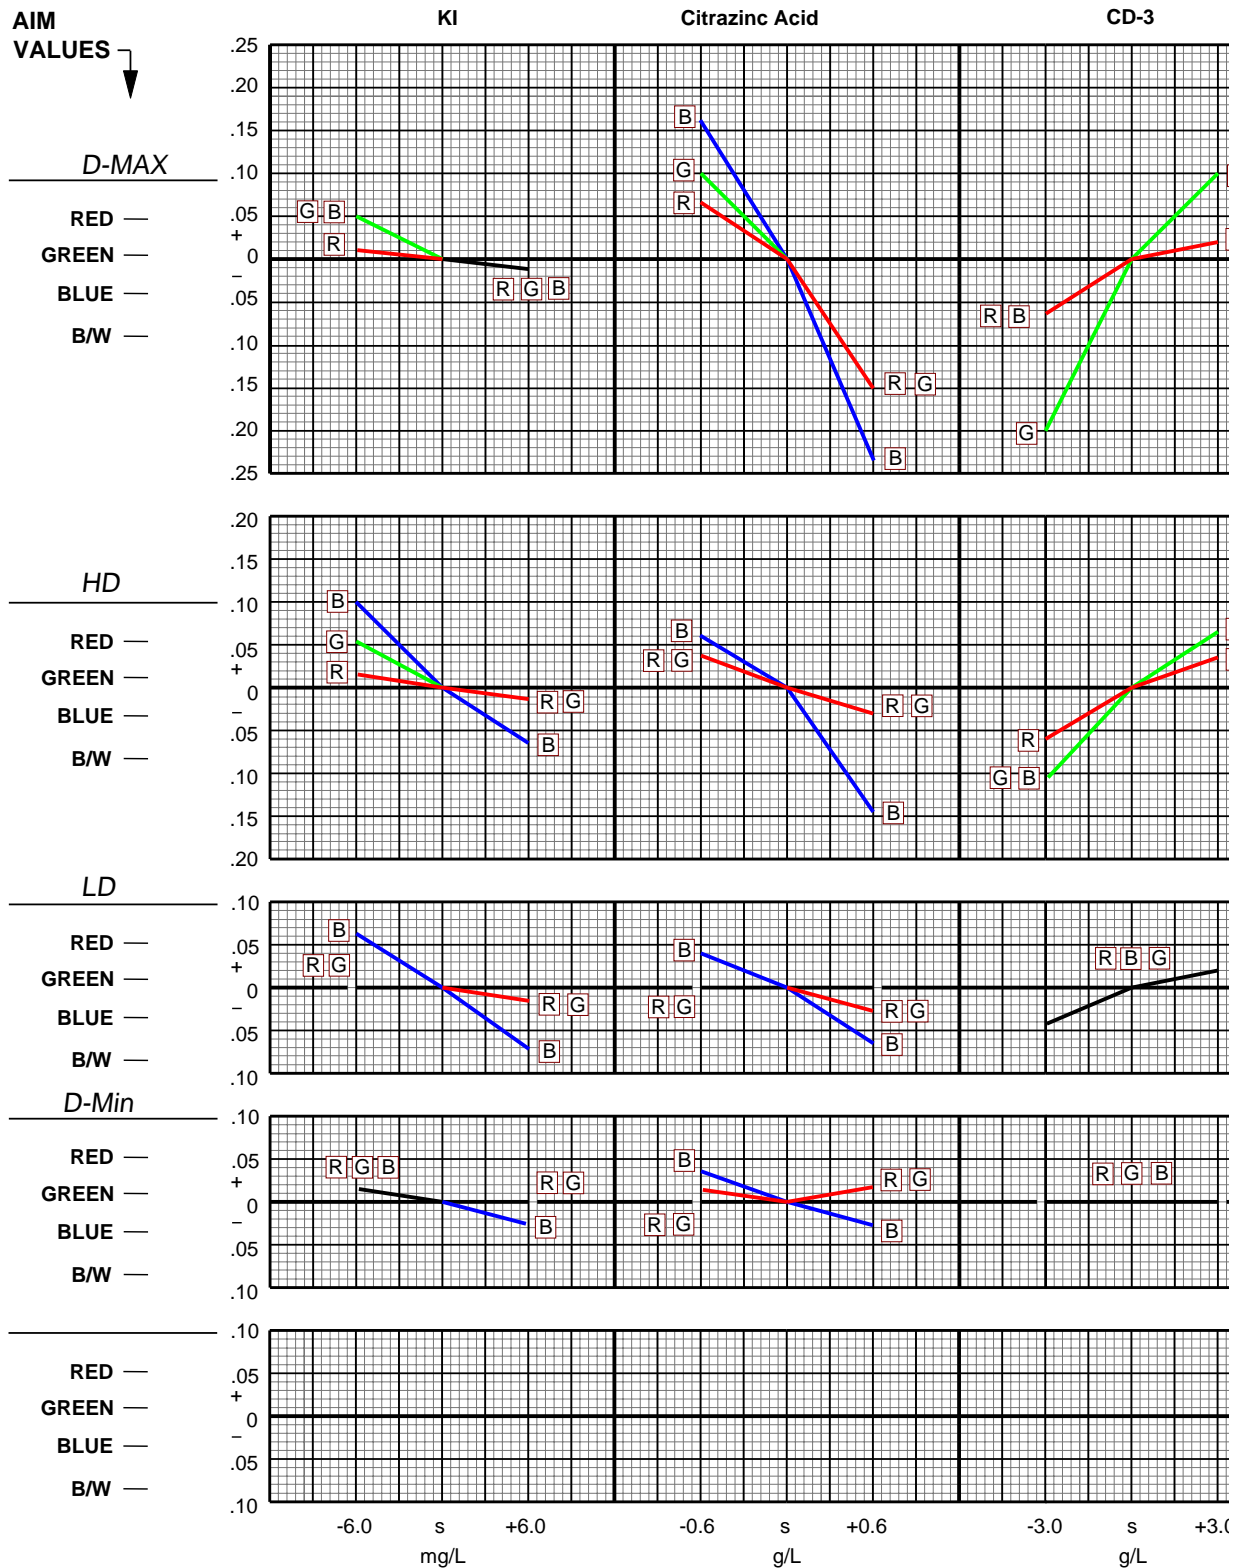 AIM
VALUES
KI
Citrazinc Acid
CD-3
D-MAX
RED —
GREEN —
BLUE —
B/W —
.25
.20
.15
.10
.05
+
0
−
.05
.10
.15
.20
.25
G B
R
R G B
B
G
R
R G
B
R B
G
HD
RED —
GREEN —
BLUE —
B/W —
.20
.15
.10
.05
+
0
−
.05
.10
.15
.20
B
G
R
R G
B
B
R G
R G
B
R
G B
LD
RED —
GREEN —
BLUE —
B/W —
.10
.05
+
0
−
.05
.10
B
R G
R G
B
B
R G
R G
B
R B G
D-Min
RED —
GREEN —
BLUE —
B/W —
.10
.05
+
0
−
.05
.10
R G B
R G
B
B
R G
R G
B
R G B
RED —
GREEN —
BLUE —
B/W —
.10
.05
+
0
−
.05
.10
-6.0 s +6.0
mg/L
-0.6 s +0.6
g/L
-3.0 s +3.0
g/L